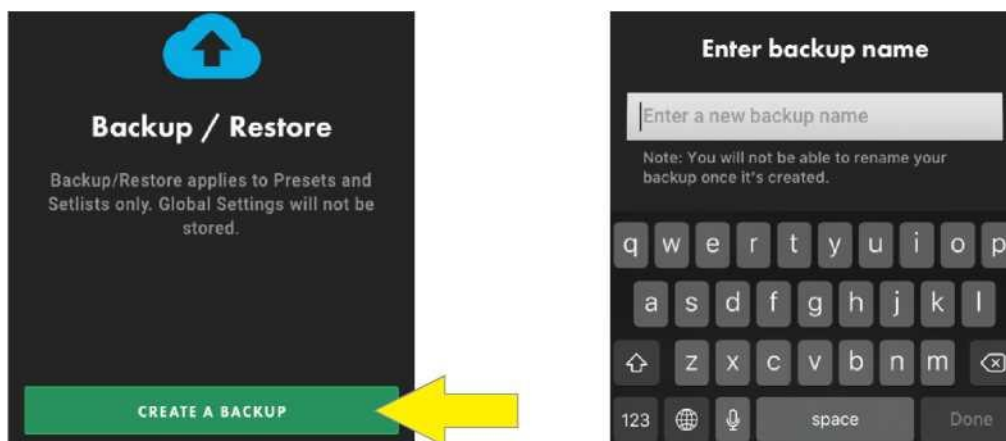 Backup / Restore
Backup/Restore applies to Presets and
Setlists only. Global Settings will not be
stored.
CREATE A BACKUP
Enter backup name
Enter a new backup name
Note: You will not be able to rename your
backup once it's created.
q w e r t y u i o p
a s d f g h j k l
z x c v b n m
123 space Done